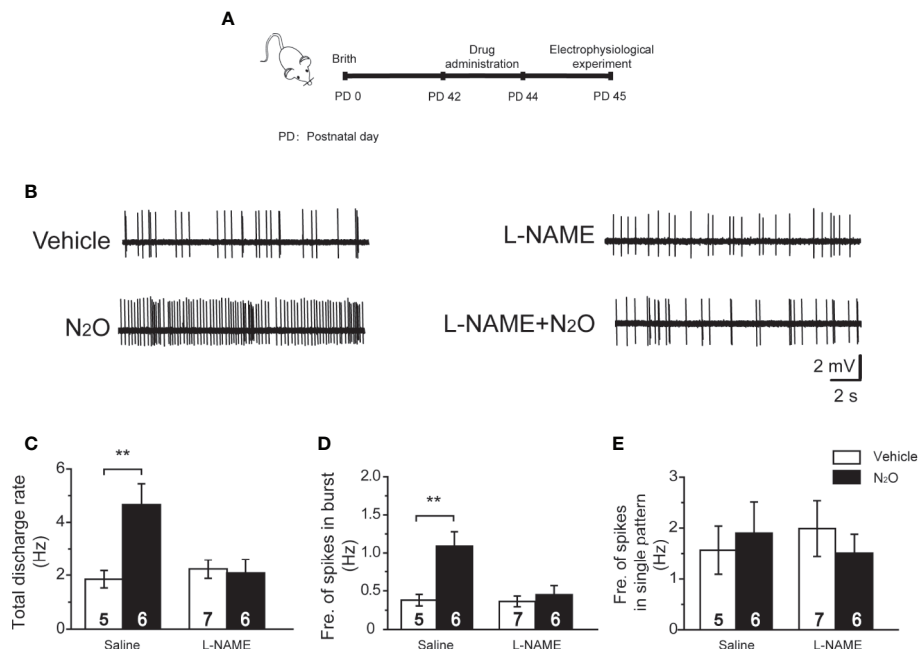 A
Brith
Drug
administration
Electrophysiological
experiment
PD 0
PD 42
PD 44
PD 45
PD: Postnatal day
B
Vehicle
L-NAME
N2O
L-NAME+N2O
2 mV
2 s
C
Total discharge rate
(Hz)
6
4
2
0
**
5
6
7
6
Saline
L-NAME
D
Fre. of spikes in burst
(Hz)
2.0
1.5
1.0
0.5
0
**
5
6
7
6
Saline
L-NAME
E
Vehicle
N2O
Fre. of spikes
in single pattern
(Hz)
3
2
1
0
5
6
7
6
Saline
L-NAME